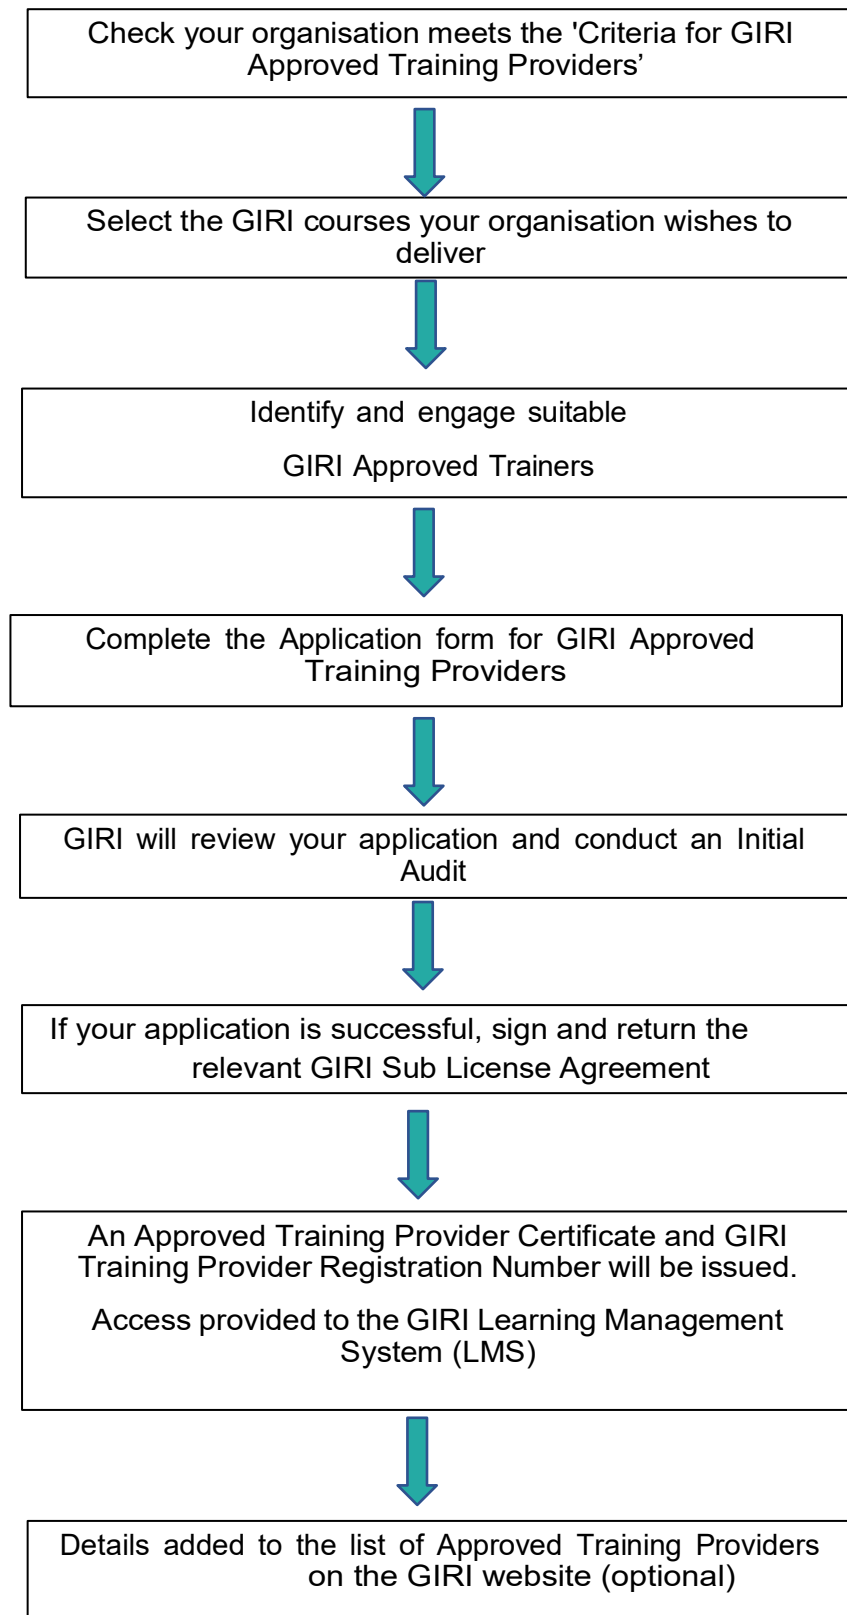 Check your organisation meets the 'Criteria for GIRI
Approved Training Providers’
Select the GIRI courses your organisation wishes to
deliver
Identify and engage suitable
GIRI Approved Trainers
Complete the Application form for GIRI Approved
Training Providers
GIRI will review your application and conduct an Initial
Audit
If your application is successful, sign and return the
relevant GIRI Sub License Agreement
An Approved Training Provider Certificate and GIRI
Training Provider Registration Number will be issued.
Access provided to the GIRI Learning Management
System (LMS)
Details added to the list of Approved Training Providers
on the GIRI website (optional)